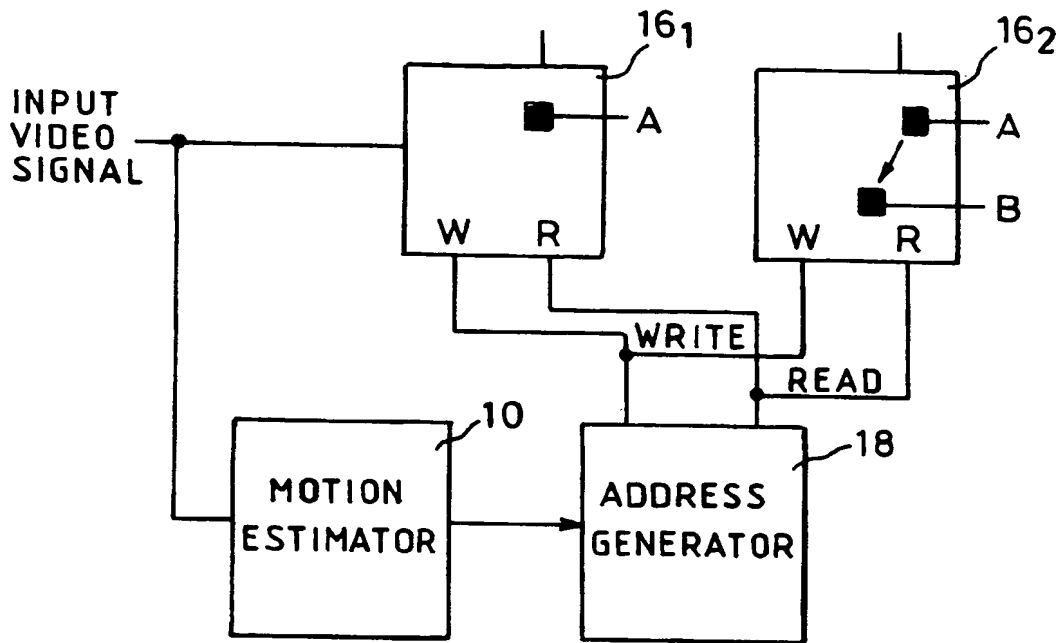 16₁
16₂
INPUT
VIDEO
SIGNAL
A
A
B
W R
W R
WRITE
READ
10
18
MOTION
ESTIMATOR
ADDRESS
GENERATOR